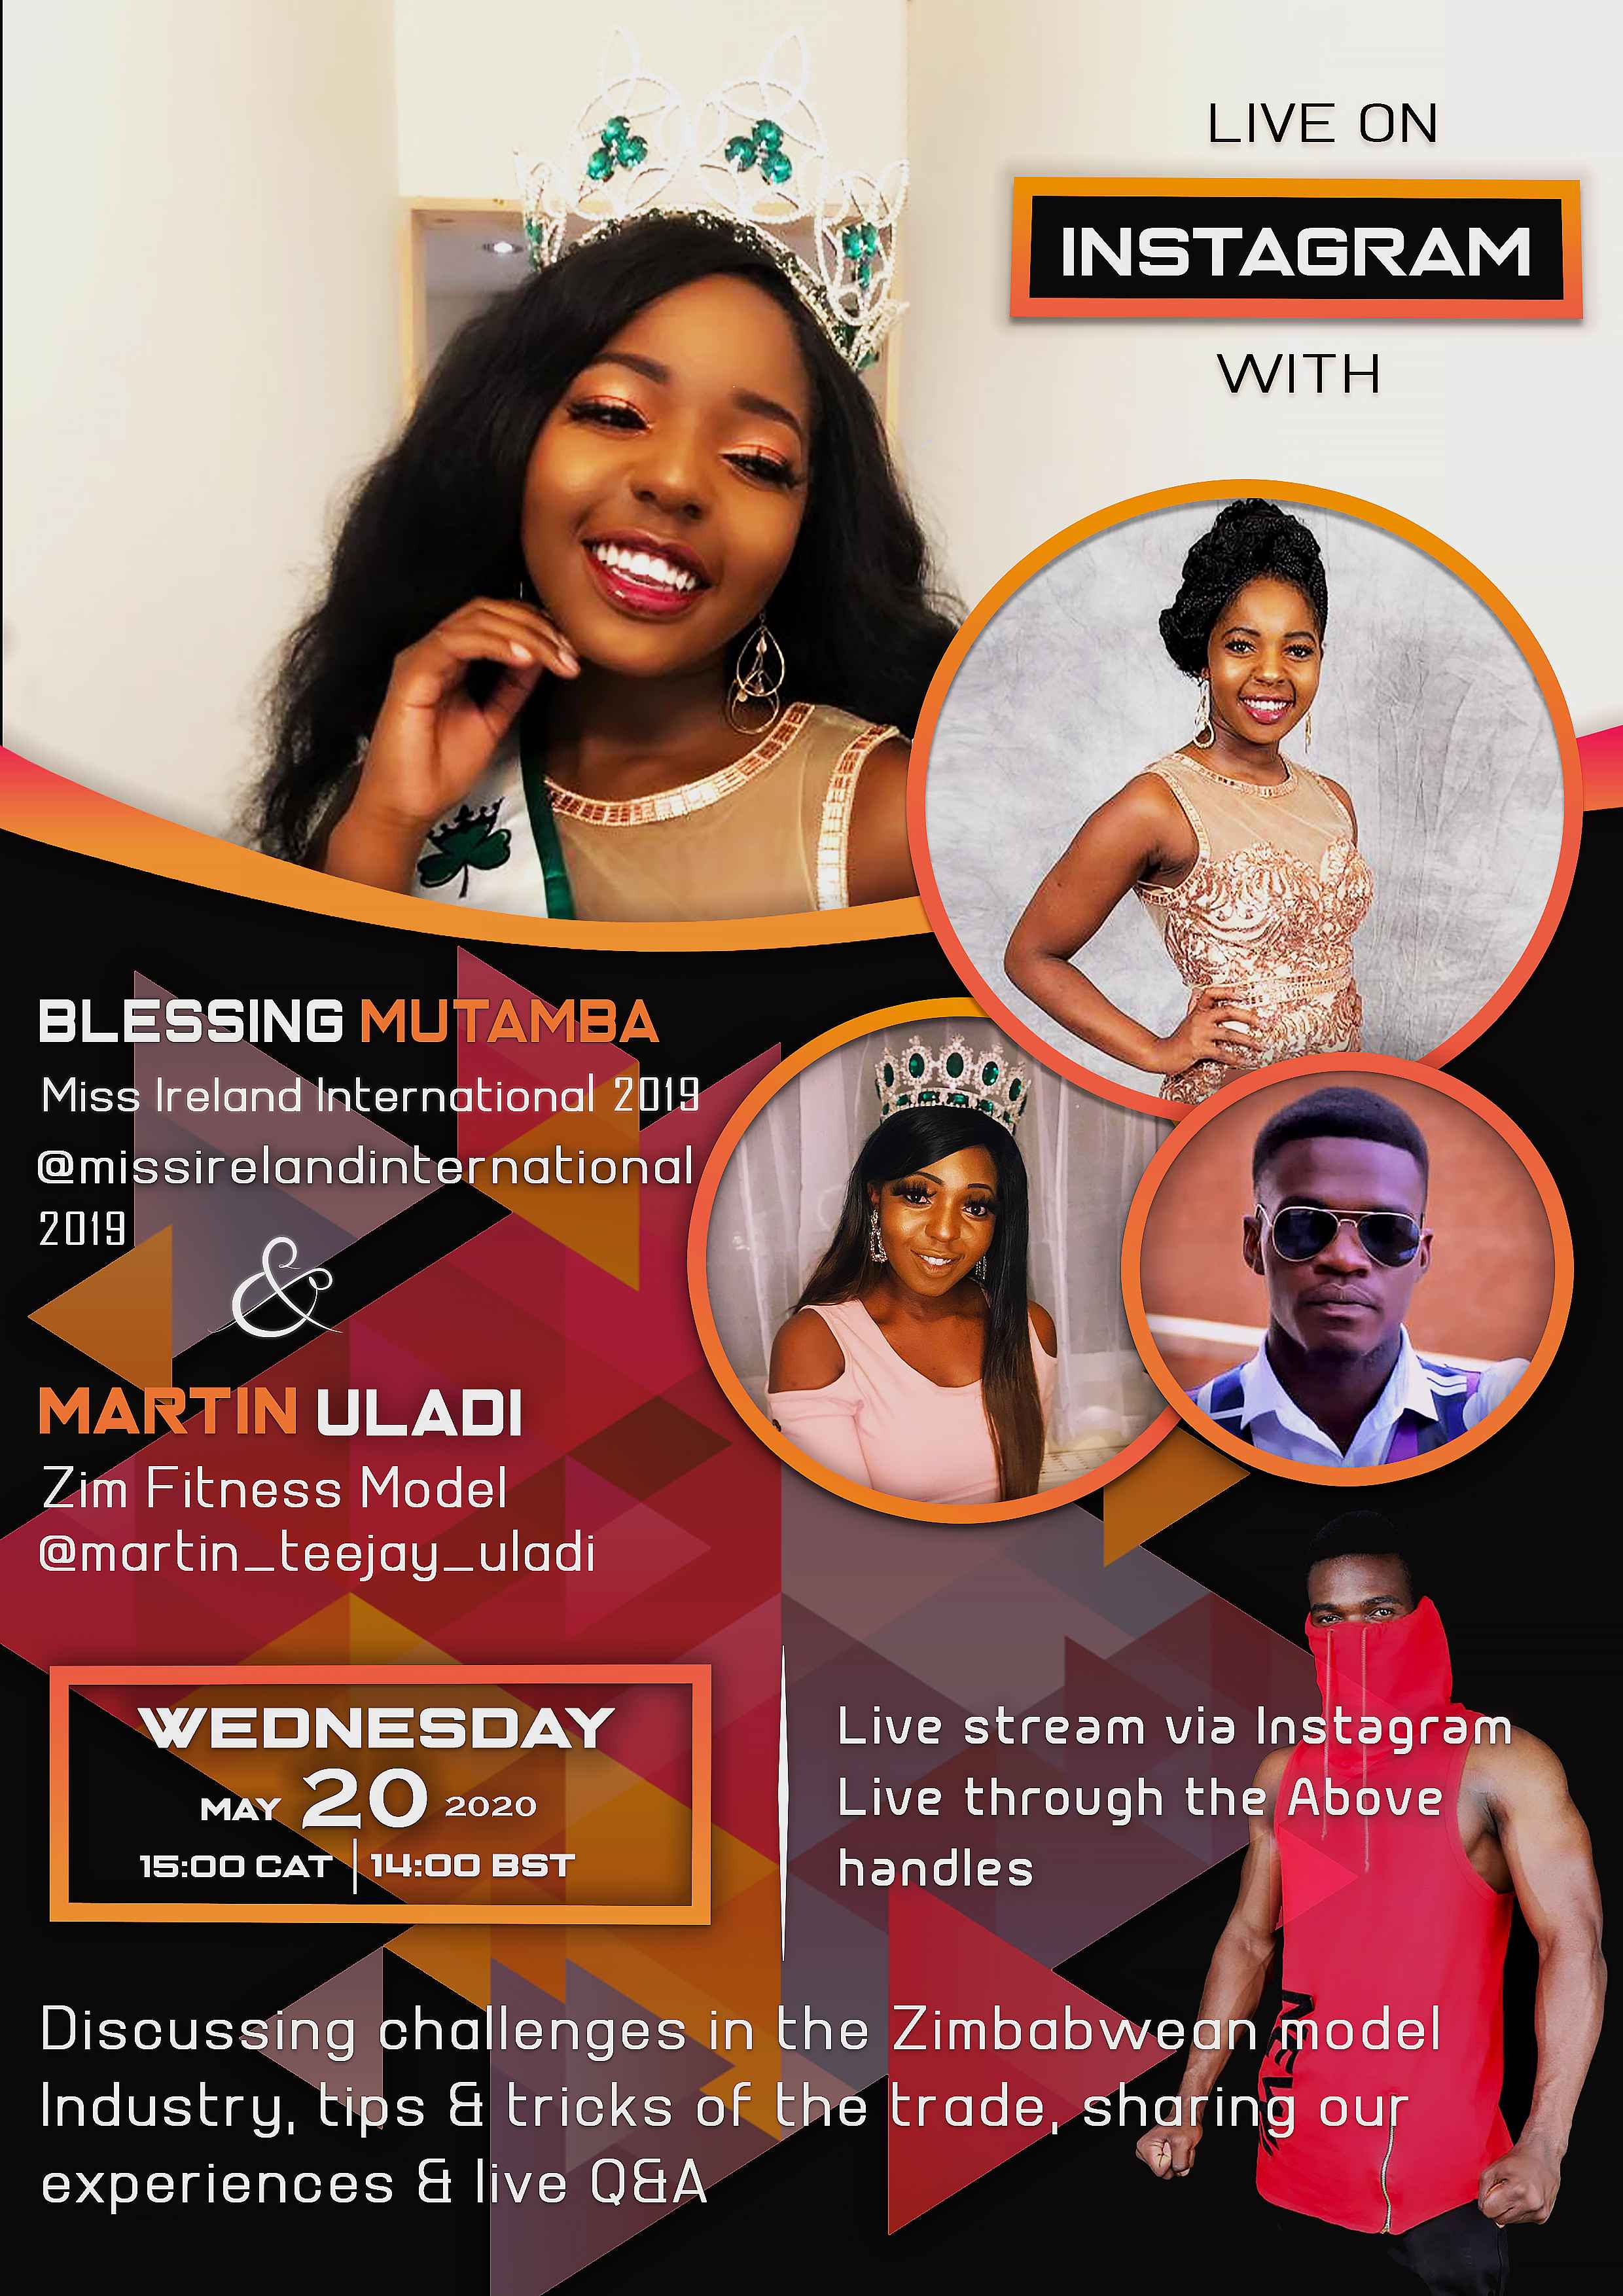 LIVE ON
INSTAGRAM
WITH
BLESSING MUTAMBA
Miss Ireland International 2019
@missirelandinternational
2019
&
MARTIN ULADI
Zim Fitness Model
@martin_teejay_uladi
WEDNESDAY
MAY 20 2020
15:00 CAT | 14:00 BST
Live stream via Instagram
Live through the Above
handles
Discussing challenges in the Zimbabwean model
Industry, tips & tricks of the trade, sharing our
experiences & live Q&A